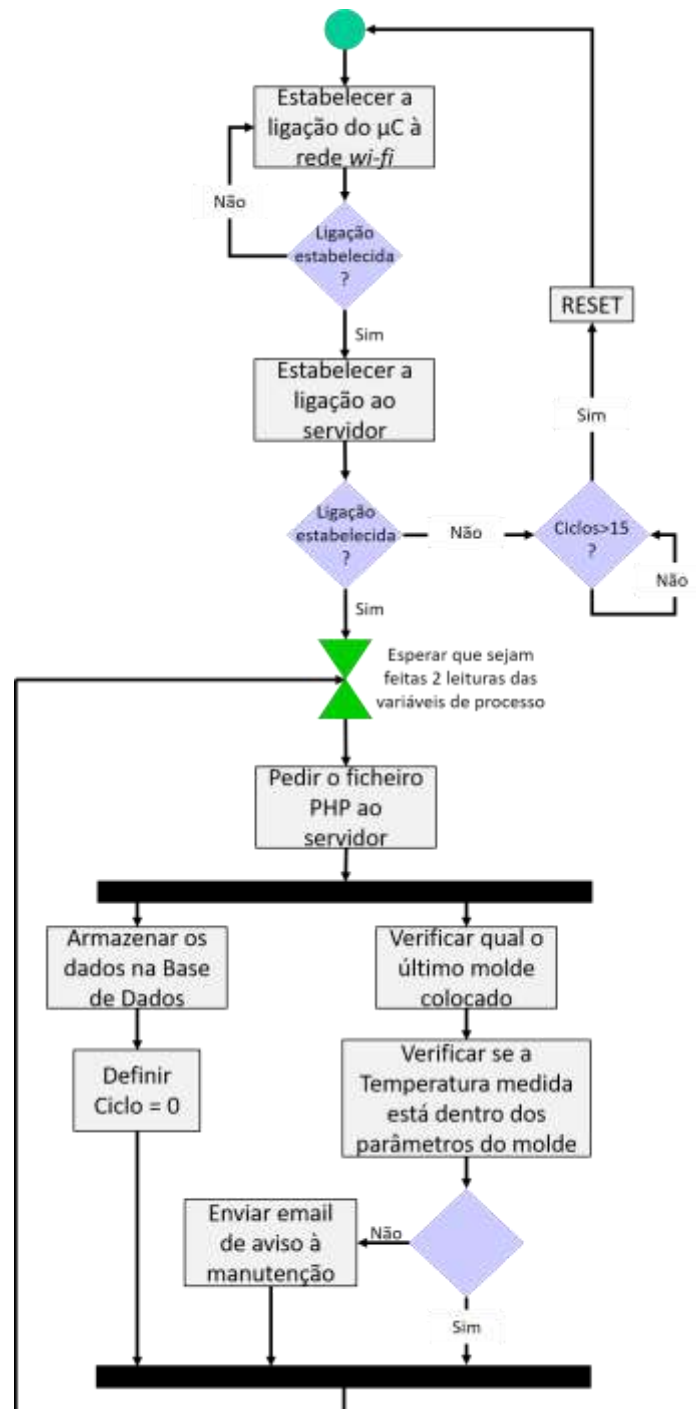 Estabelecer a
ligação do µC à
rede wi-fi
Não
Ligação
estabelecida
?
Sim
RESET
Estabelecer a
ligação ao
servidor
Sim
Ligação
estabelecida
?
Não
Ciclos>15
?
Não
Sim
Esperar que sejam
feitas 2 leituras das
variáveis de processo
Pedir o ficheiro
PHP ao
servidor
Armazenar os
dados na Base
de Dados
Verificar qual o
último molde
colocado
Definir
Ciclo = 0
Verificar se a
Temperatura medida
está dentro dos
parâmetros do molde
Enviar email
de aviso à
manutenção
Não
Sim